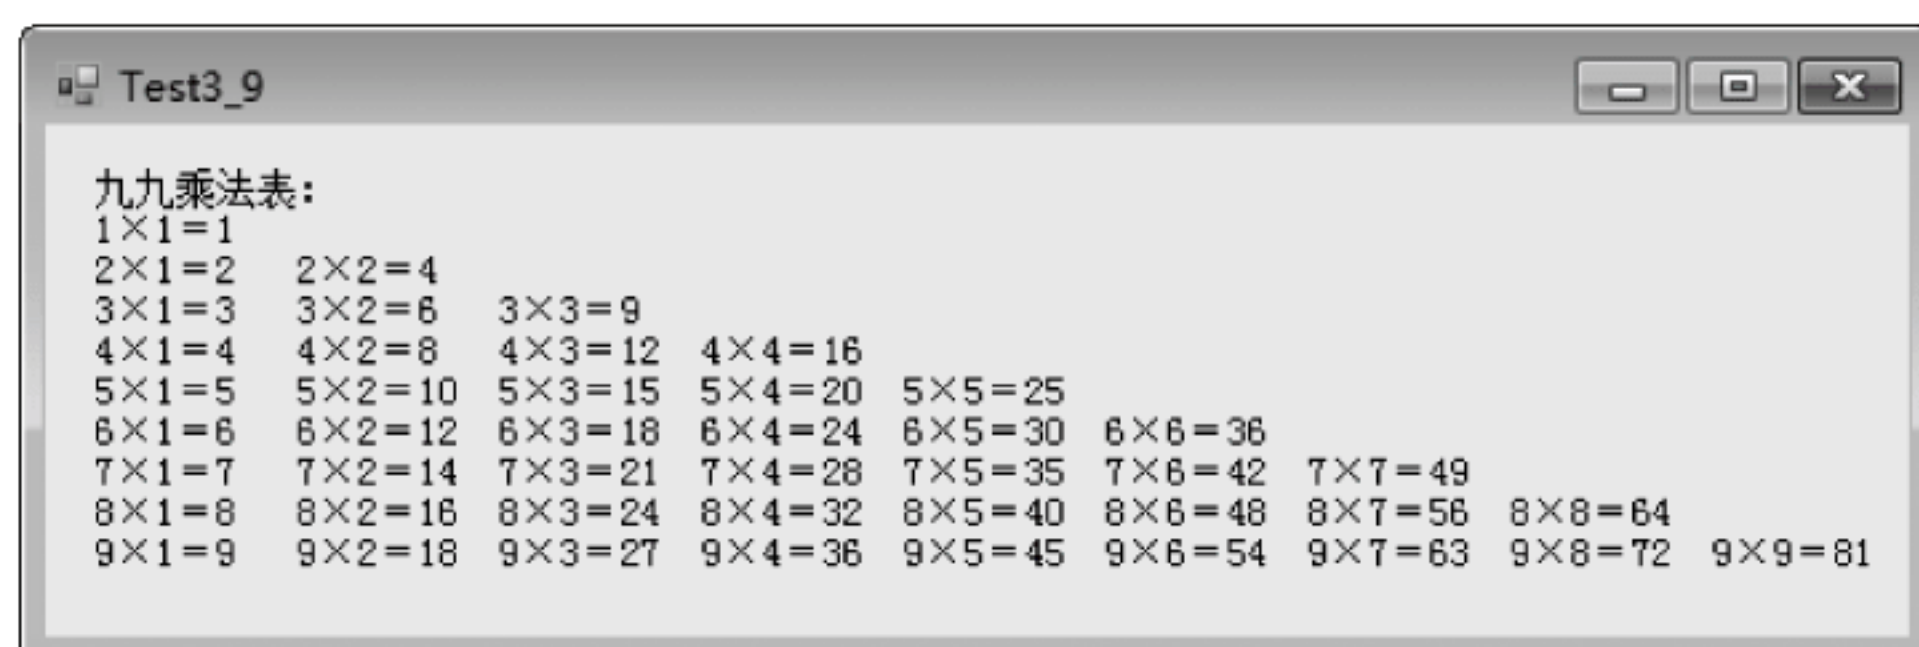 Test3_9
九九乘法表:
1×1=1
2×1=2 2×2=4
3×1=3 3×2=6 3×3=9
4×1=4 4×2=8 4×3=12 4×4=16
5×1=5 5×2=10 5×3=15 5×4=20 5×5=25
6×1=6 6×2=12 6×3=18 6×4=24 6×5=30 6×6=36
7×1=7 7×2=14 7×3=21 7×4=28 7×5=35 7×6=42 7×7=49
8×1=8 8×2=16 8×3=24 8×4=32 8×5=40 8×6=48 8×7=56 8×8=64
9×1=9 9×2=18 9×3=27 9×4=36 9×5=45 9×6=54 9×7=63 9×8=72 9×9=81